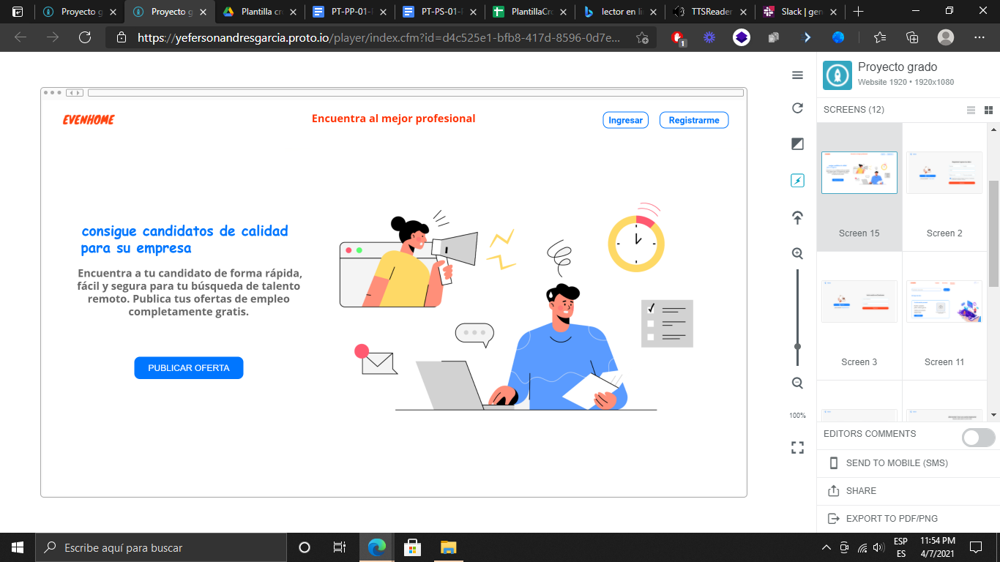 Proyecto g
Proyecto g
Plantilla cr
PT-PP-01-
PT-PS-01-
PlantillaCro
lector en lin
TTSReader
Slack | gen
https://yefersonandresgarcia.proto.io/player/index.cfm?id=d4c525e1-bfb8-417d-8596-0d7e...
1
Proyecto grado
Website 1920 • 1920x1080
SCREENS (12)
EVENHOME
Encuentra al mejor profesional
Ingresar
Registrarme
consigue candidatos de calidad
para su empresa
Encuentra a tu candidato de forma rápida,
fácil y segura para tu búsqueda de talento
remoto. Publica tus ofertas de empleo
completamente gratis.
PUBLICAR OFERTA
100%
Screen 15
Screen 2
Screen 3
Screen 11
EDITORS COMMENTS
SEND TO MOBILE (SMS)
SHARE
EXPORT TO PDF/PNG
Escribe aquí para buscar
ESP
ES
11:54 PM
4/7/2021